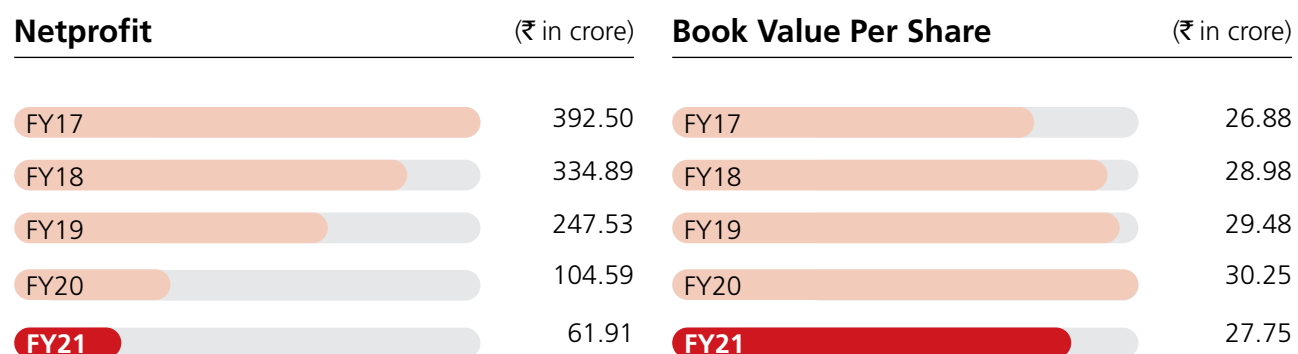 Netprofit (₹ in crore)
FY17 392.50
FY18 334.89
FY19 247.53
FY20 104.59
FY21 61.91
Book Value Per Share (₹ in crore)
FY17 26.88
FY18 28.98
FY19 29.48
FY20 30.25
FY21 27.75